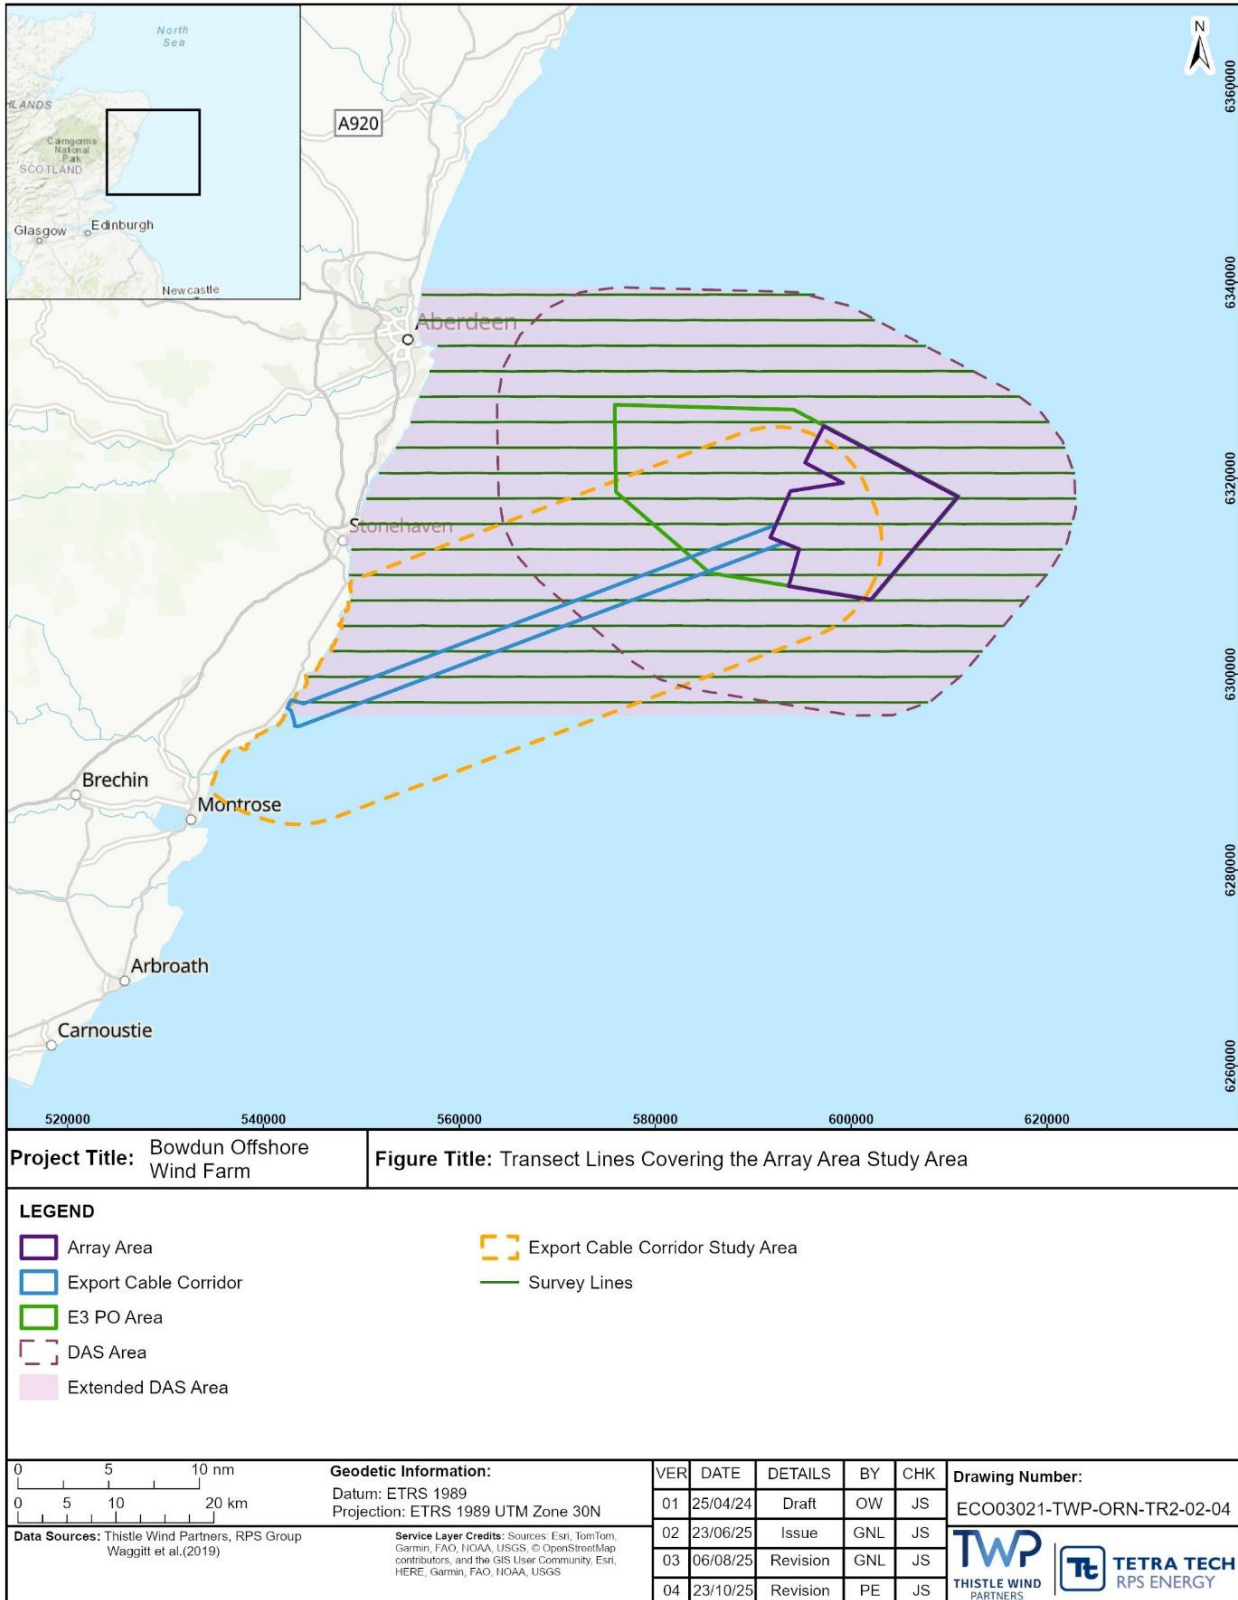 North
Sea
HLANDS
Cairngorms
National
Park
SCOTLAND
Glasgow
Edinburgh
Newcastle
N
A920
Aberdeen
Stonehaven
Brechin
Montrose
Arbroath
Carnoustie
6360000
6340000
6320000
6300000
6280000
6260000
520000 540000 560000 580000 600000 620000
Project Title: Bowdun Offshore
Wind Farm
Figure Title: Transect Lines Covering the Array Area Study Area
LEGEND
Array Area
Export Cable Corridor
E3 PO Area
DAS Area
Extended DAS Area
Export Cable Corridor Study Area
Survey Lines
0 5 10 nm
0 5 10 20 km
Data Sources: Thistle Wind Partners, RPS Group
Waggitt et al.(2019)
Geodetic Information:
Datum: ETRS 1989
Projection: ETRS 1989 UTM Zone 30N
Service Layer Credits: Sources: Esri, TomTom,
Garmin, FAO, NOAA, USGS, © OpenStreetMap
contributors, and the GIS User Community, Esri,
HERE, Garmin, FAO, NOAA, USGS
VER DATE DETAILS BY CHK
01 25/04/24 Draft OW JS
02 23/06/25 Issue GNL JS
03 06/08/25 Revision GNL JS
04 23/10/25 Revision PE JS
Drawing Number:
ECO03021-TWP-ORN-TR2-02-04
TWP
THISTLE WIND
PARTNERS
Tt
TETRA TECH
RPS ENERGY